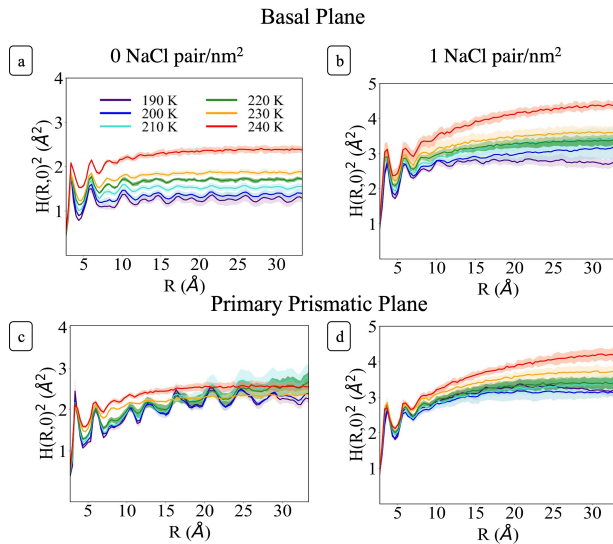 Basal Plane
a
0 NaCl pair/nm²
b
1 NaCl pair/nm²
H(R,0)² (Å²)
4
3
2
1
190 K
200 K
210 K
220 K
230 K
240 K
5 10 15 20 25 30
R (Å)
H(R,0)² (Å²)
5
4
3
2
1
5 10 15 20 25 30
R (Å)
Primary Prismatic Plane
c
H(R,0)² (Å²)
4
3
2
1
5 10 15 20 25 30
R (Å)
d
H(R,0)² (Å²)
5
4
3
2
1
5 10 15 20 25 30
R (Å)